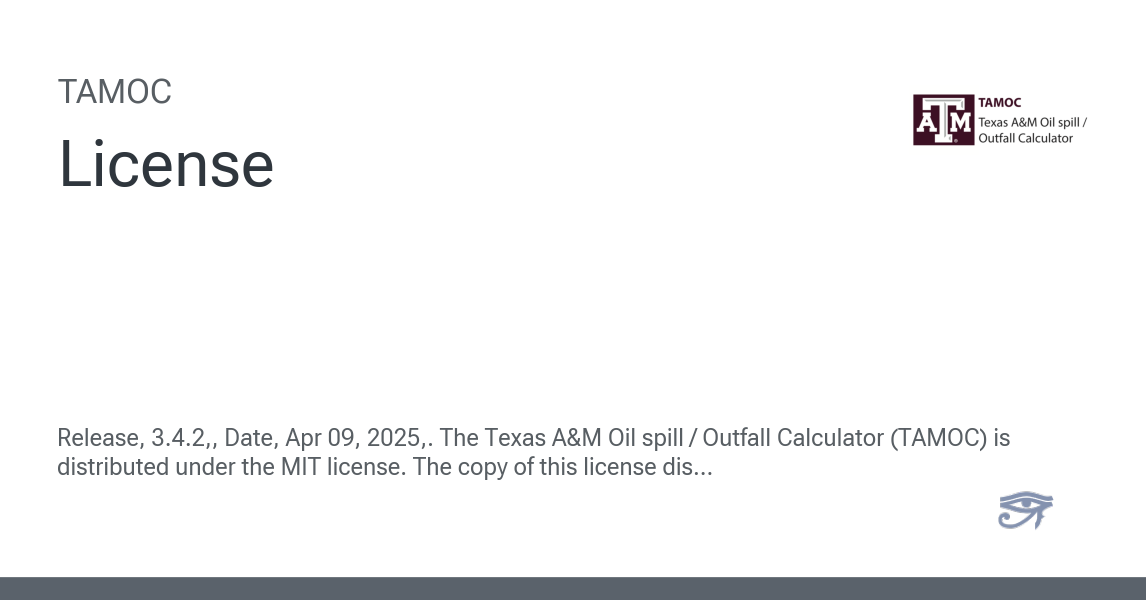 TAMOC
License
ATM
TAMOC
Texas A&M Oil spill /
Outfall Calculator
Release, 3.4.2,, Date, Apr 09, 2025,. The Texas A&M Oil spill / Outfall Calculator (TAMOC) is
distributed under the MIT license. The copy of this license dis...